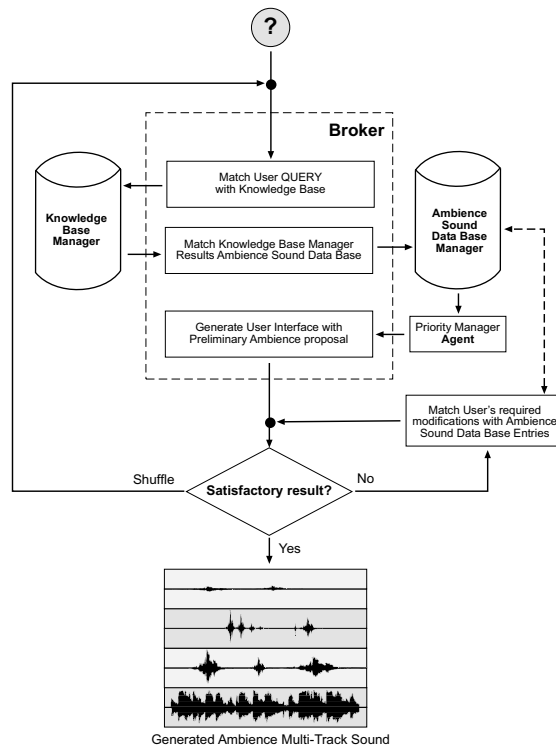 ?
Broker
Match User QUERY
with Knowledge Base
Knowledge
Base
Manager
Ambience
Sound
Data Base
Manager
Match Knowledge Base Manager
Results Ambience Sound Data Base
Generate User Interface with
Preliminary Ambience proposal
Priority Manager
Agent
Match User's required
modifications with Ambience
Sound Data Base Entries
Shuffle
Satisfactory result?
No
Yes
Generated Ambience Multi-Track Sound